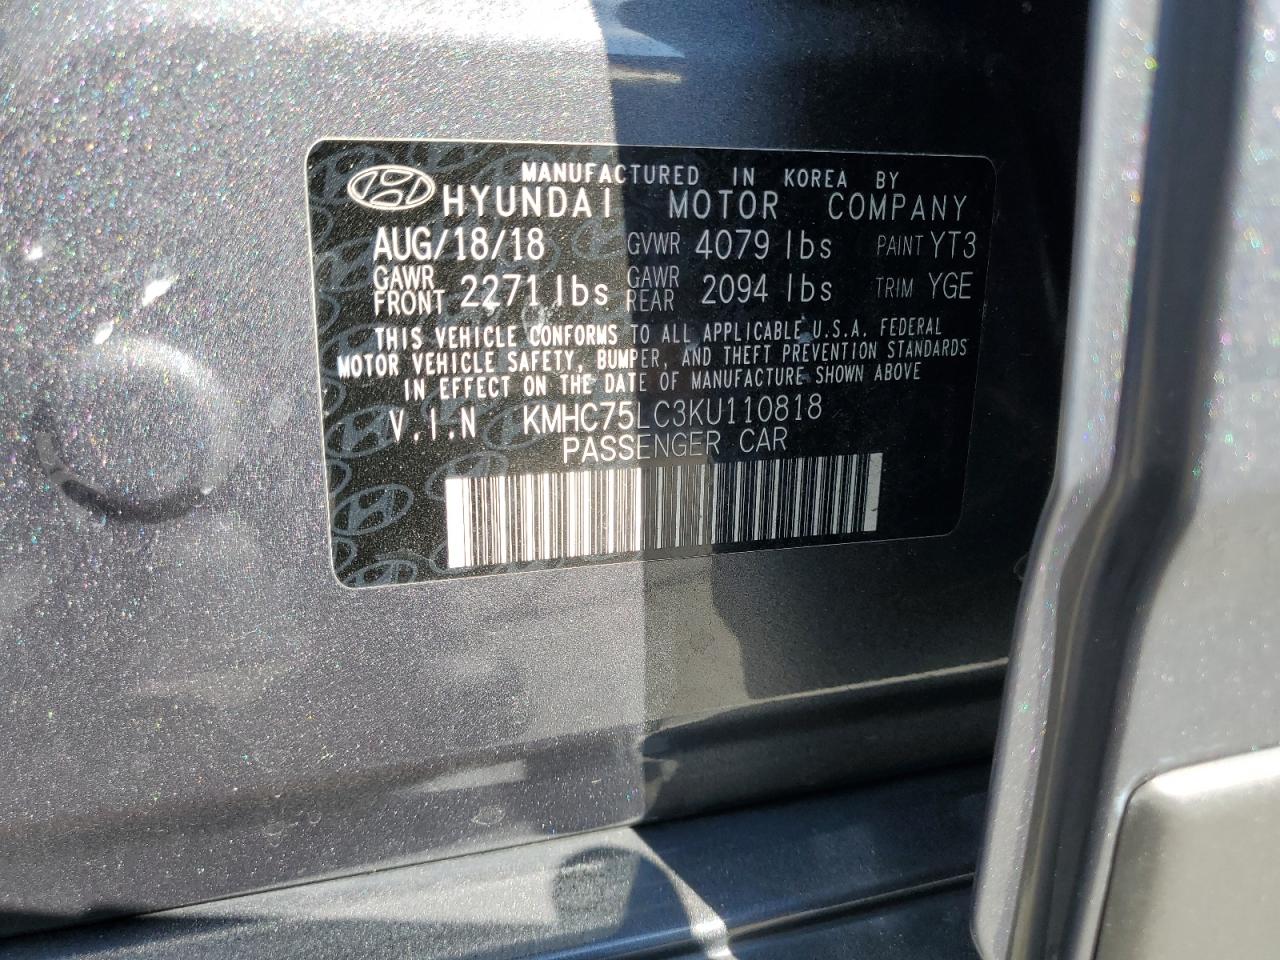 MANUFACTURED IN KOREA BY
HYUNDAI MOTOR COMPANY
AUG/18/18 GVWR 4079 lbs PAINT YT3
GAWR FRONT 2271 lbs GAWR REAR 2094 lbs TRIM YGE
THIS VEHICLE CONFORMS TO ALL APPLICABLE U.S.A. FEDERAL
MOTOR VEHICLE SAFETY, BUMPER, AND THEFT PREVENTION STANDARDS
IN EFFECT ON THE DATE OF MANUFACTURE SHOWN ABOVE
V.I.N KMHC75LC3KU110818
PASSENGER CAR